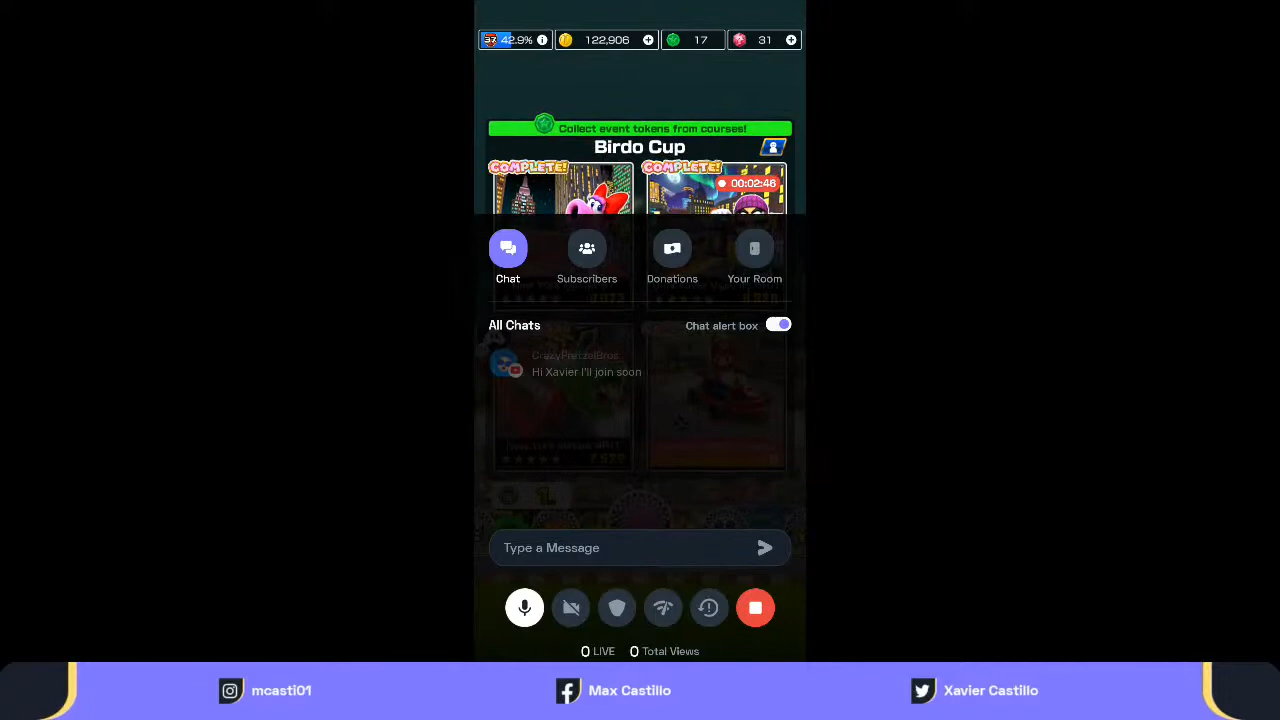 37 42.9% 122,906 17 31
Collect event tokens from courses!
Birdo Cup
COMPLETE! COMPLETE!
00:02:46
Chat Subscribers Donations Your Room
All Chats
Chat alert box
CrazyPretzelBros
Hi Xavier I'll join soon
Type a Message
0 LIVE 0 Total Views
mcasti01 Max Castillo Xavier Castillo